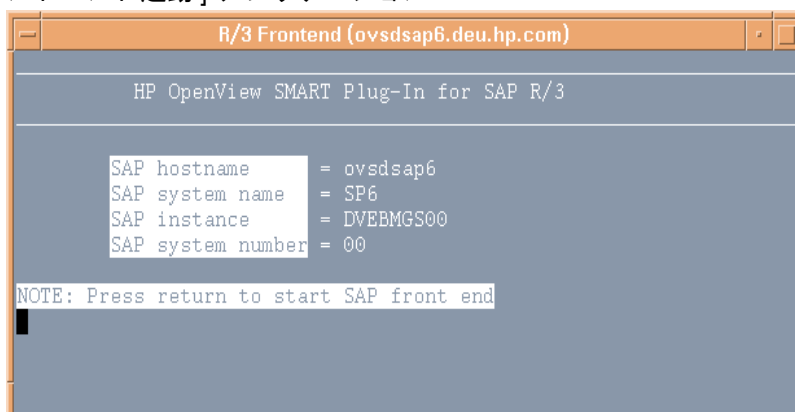 R/3 Frontend (ovsdsap6.deu.hp.com)
HP OpenView SMART Plug-In for SAP R/3
SAP hostname = ovsdsap6
SAP system name = SP6
SAP instance = DVEBMGS00
SAP system number = 00
NOTE: Press return to start SAP front end